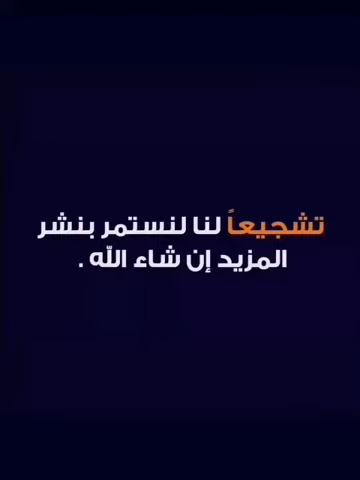 تشجيعاً لنا لنستمر بنشر
المزيد إن شاء الله .